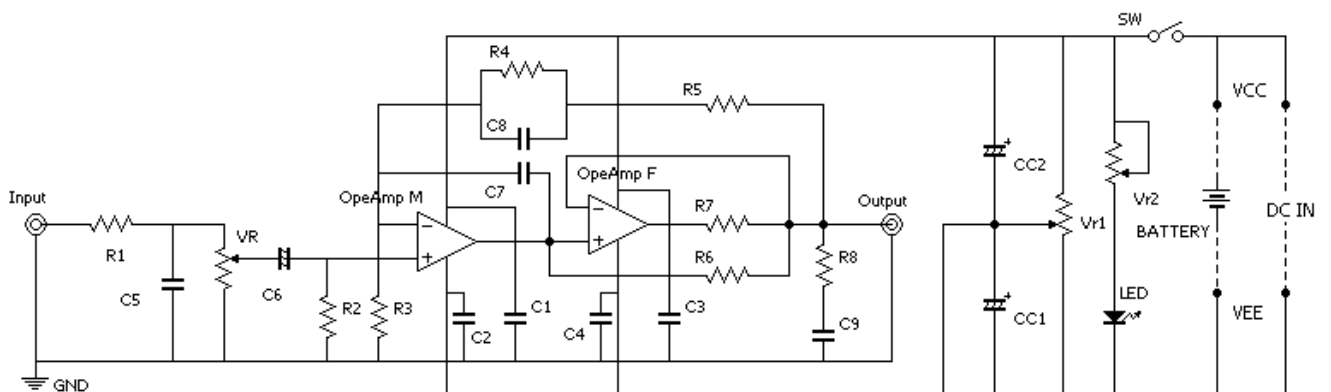 SW
R4
R5
VCC
C8
CC2
OpeAmp F
C7
Input
OpeAmp M
Output
R7
Vr2
Vr1
DC IN
VR
BATTERY
R1
R6
R8
C6
LED
C5
R2
R3
C1
C3
CC1
C2
C4
C9
VEE
GND